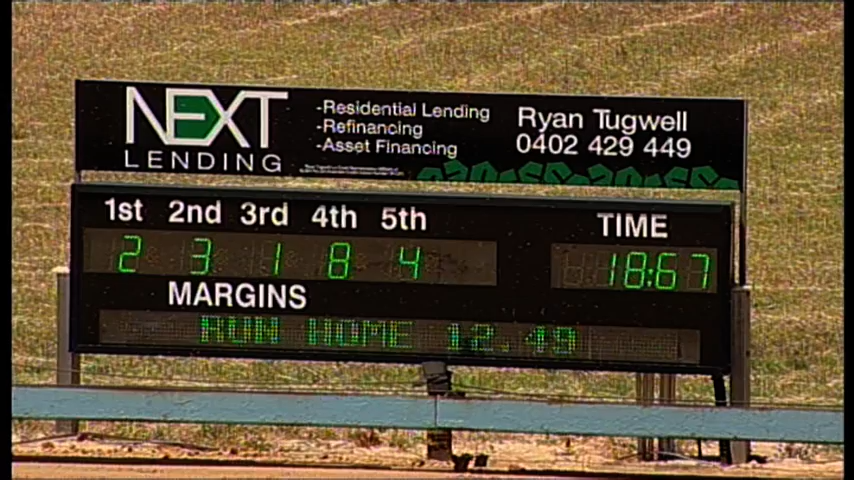 NEXT
LENDING
-Residential Lending
-Refinancing
-Asset Financing
Ryan Tugwell
0402 429 449
1st 2nd 3rd 4th 5th
2 3 1 8 4
TIME
18:67
MARGINS
RUN HOME 12.49